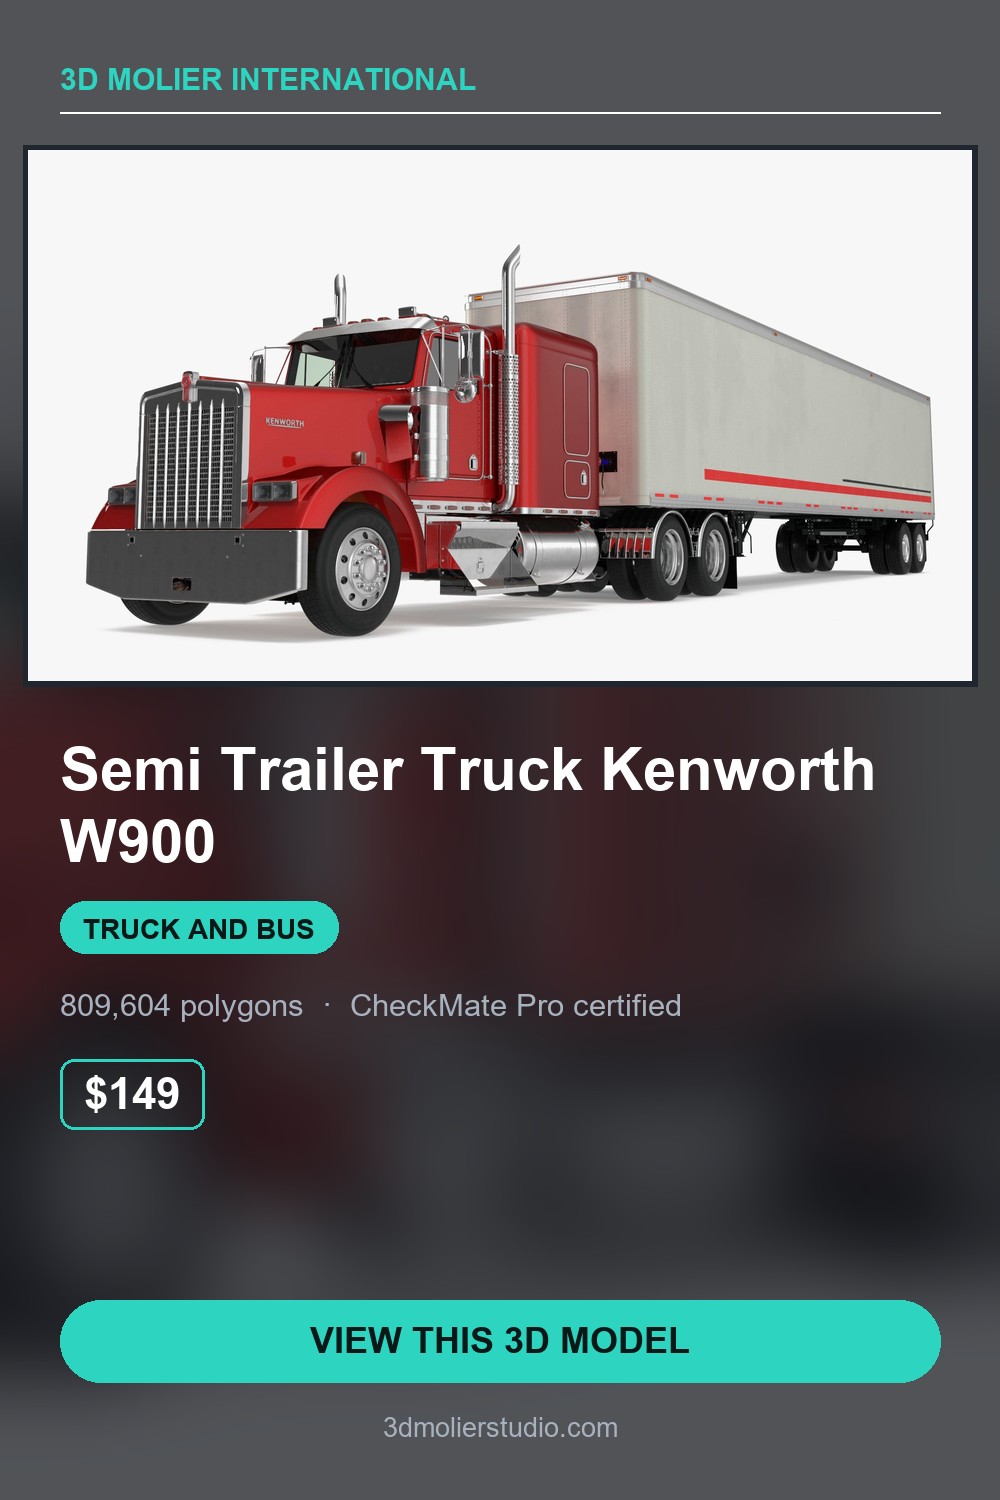 3D MOLIER INTERNATIONAL
KENWORTH
Semi Trailer Truck Kenworth
W900
TRUCK AND BUS
809,604 polygons · CheckMate Pro certified
$149
VIEW THIS 3D MODEL
3dmolierstudio.com